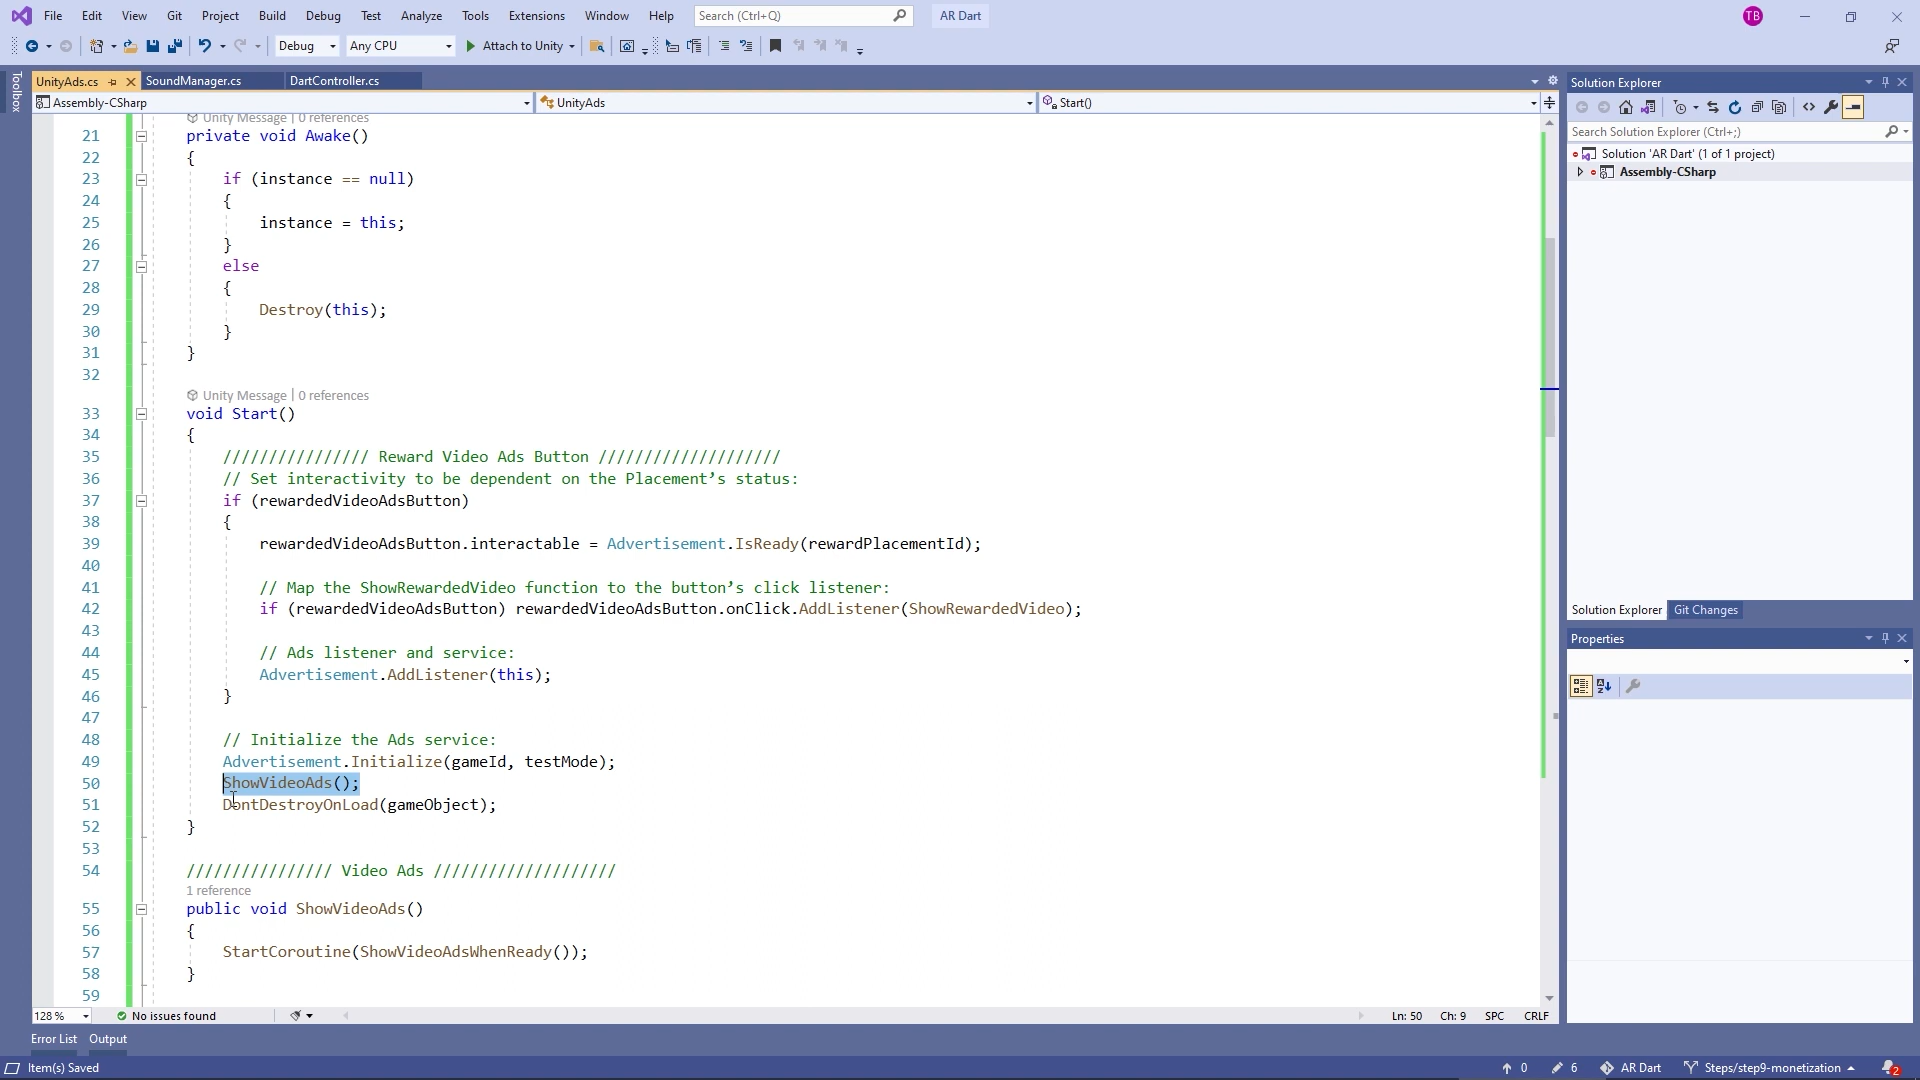 File Edit View Git Project Build Debug Test Analyze Tools Extensions Window Help Search (Ctrl+Q) AR Dart TB
Debug Any CPU Attach to Unity
UnityAds.cs SoundManager.cs DartController.cs
Assembly-CSharp UnityAds Start()
Toolbox
Unity Message | 0 references
21 private void Awake()
22 {
23 if (instance == null)
24 {
25 instance = this;
26 }
27 else
28 {
29 Destroy(this);
30 }
31 }
32
Unity Message | 0 references
33 void Start()
34 {
35 //////////////// Reward Video Ads Button ////////////////////
36 // Set interactivity to be dependent on the Placement’s status:
37 if (rewardedVideoAdsButton)
38 {
39 rewardedVideoAdsButton.interactable = Advertisement.IsReady(rewardPlacementId);
40
41 // Map the ShowRewardedVideo function to the button’s click listener:
42 if (rewardedVideoAdsButton) rewardedVideoAdsButton.onClick.AddListener(ShowRewardedVideo);
43
44 // Ads listener and service:
45 Advertisement.AddListener(this);
46 }
47
48 // Initialize the Ads service:
49 Advertisement.Initialize(gameId, testMode);
50 ShowVideoAds();
51 DontDestroyOnLoad(gameObject);
52 }
53
54 //////////////// Video Ads ////////////////////
1 reference
55 public void ShowVideoAds()
56 {
57 StartCoroutine(ShowVideoAdsWhenReady());
58 }
59
128 % No issues found Ln: 50 Ch: 9 SPC CRLF
Solution Explorer
Search Solution Explorer (Ctrl+;)
Solution 'AR Dart' (1 of 1 project)
Assembly-CSharp
Solution Explorer Git Changes
Properties
Error List Output
Item(s) Saved 0 6 AR Dart Steps/step9-monetization 2